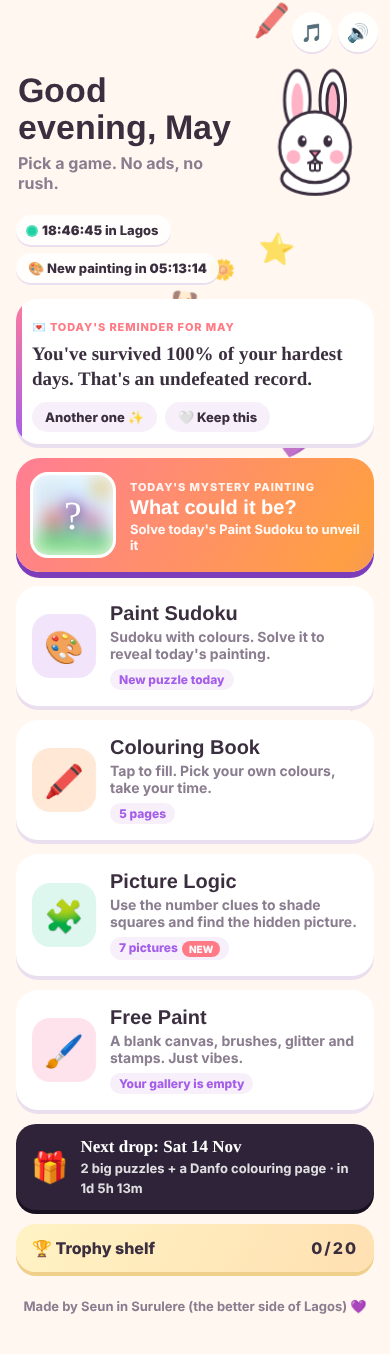 Good
evening, May
Pick a game. No ads, no
rush.
18:46:45 in Lagos
🎨 New painting in 05:13:14
💌 TODAY'S REMINDER FOR MAY
You've survived 100% of your hardest
days. That's an undefeated record.
Another one ✨
🤍 Keep this
?
TODAY'S MYSTERY PAINTING
What could it be?
Solve today's Paint Sudoku to unveil
it
Paint Sudoku
Sudoku with colours. Solve it to
reveal today's painting.
New puzzle today
Colouring Book
Tap to fill. Pick your own colours,
take your time.
5 pages
Picture Logic
Use the number clues to shade
squares and find the hidden picture.
7 pictures NEW
Free Paint
A blank canvas, brushes, glitter and
stamps. Just vibes.
Your gallery is empty
Next drop: Sat 14 Nov
2 big puzzles + a Danfo colouring page · in
1d 5h 13m
🏆 Trophy shelf
0/20
Made by Seun in Surulere (the better side of Lagos) 💜